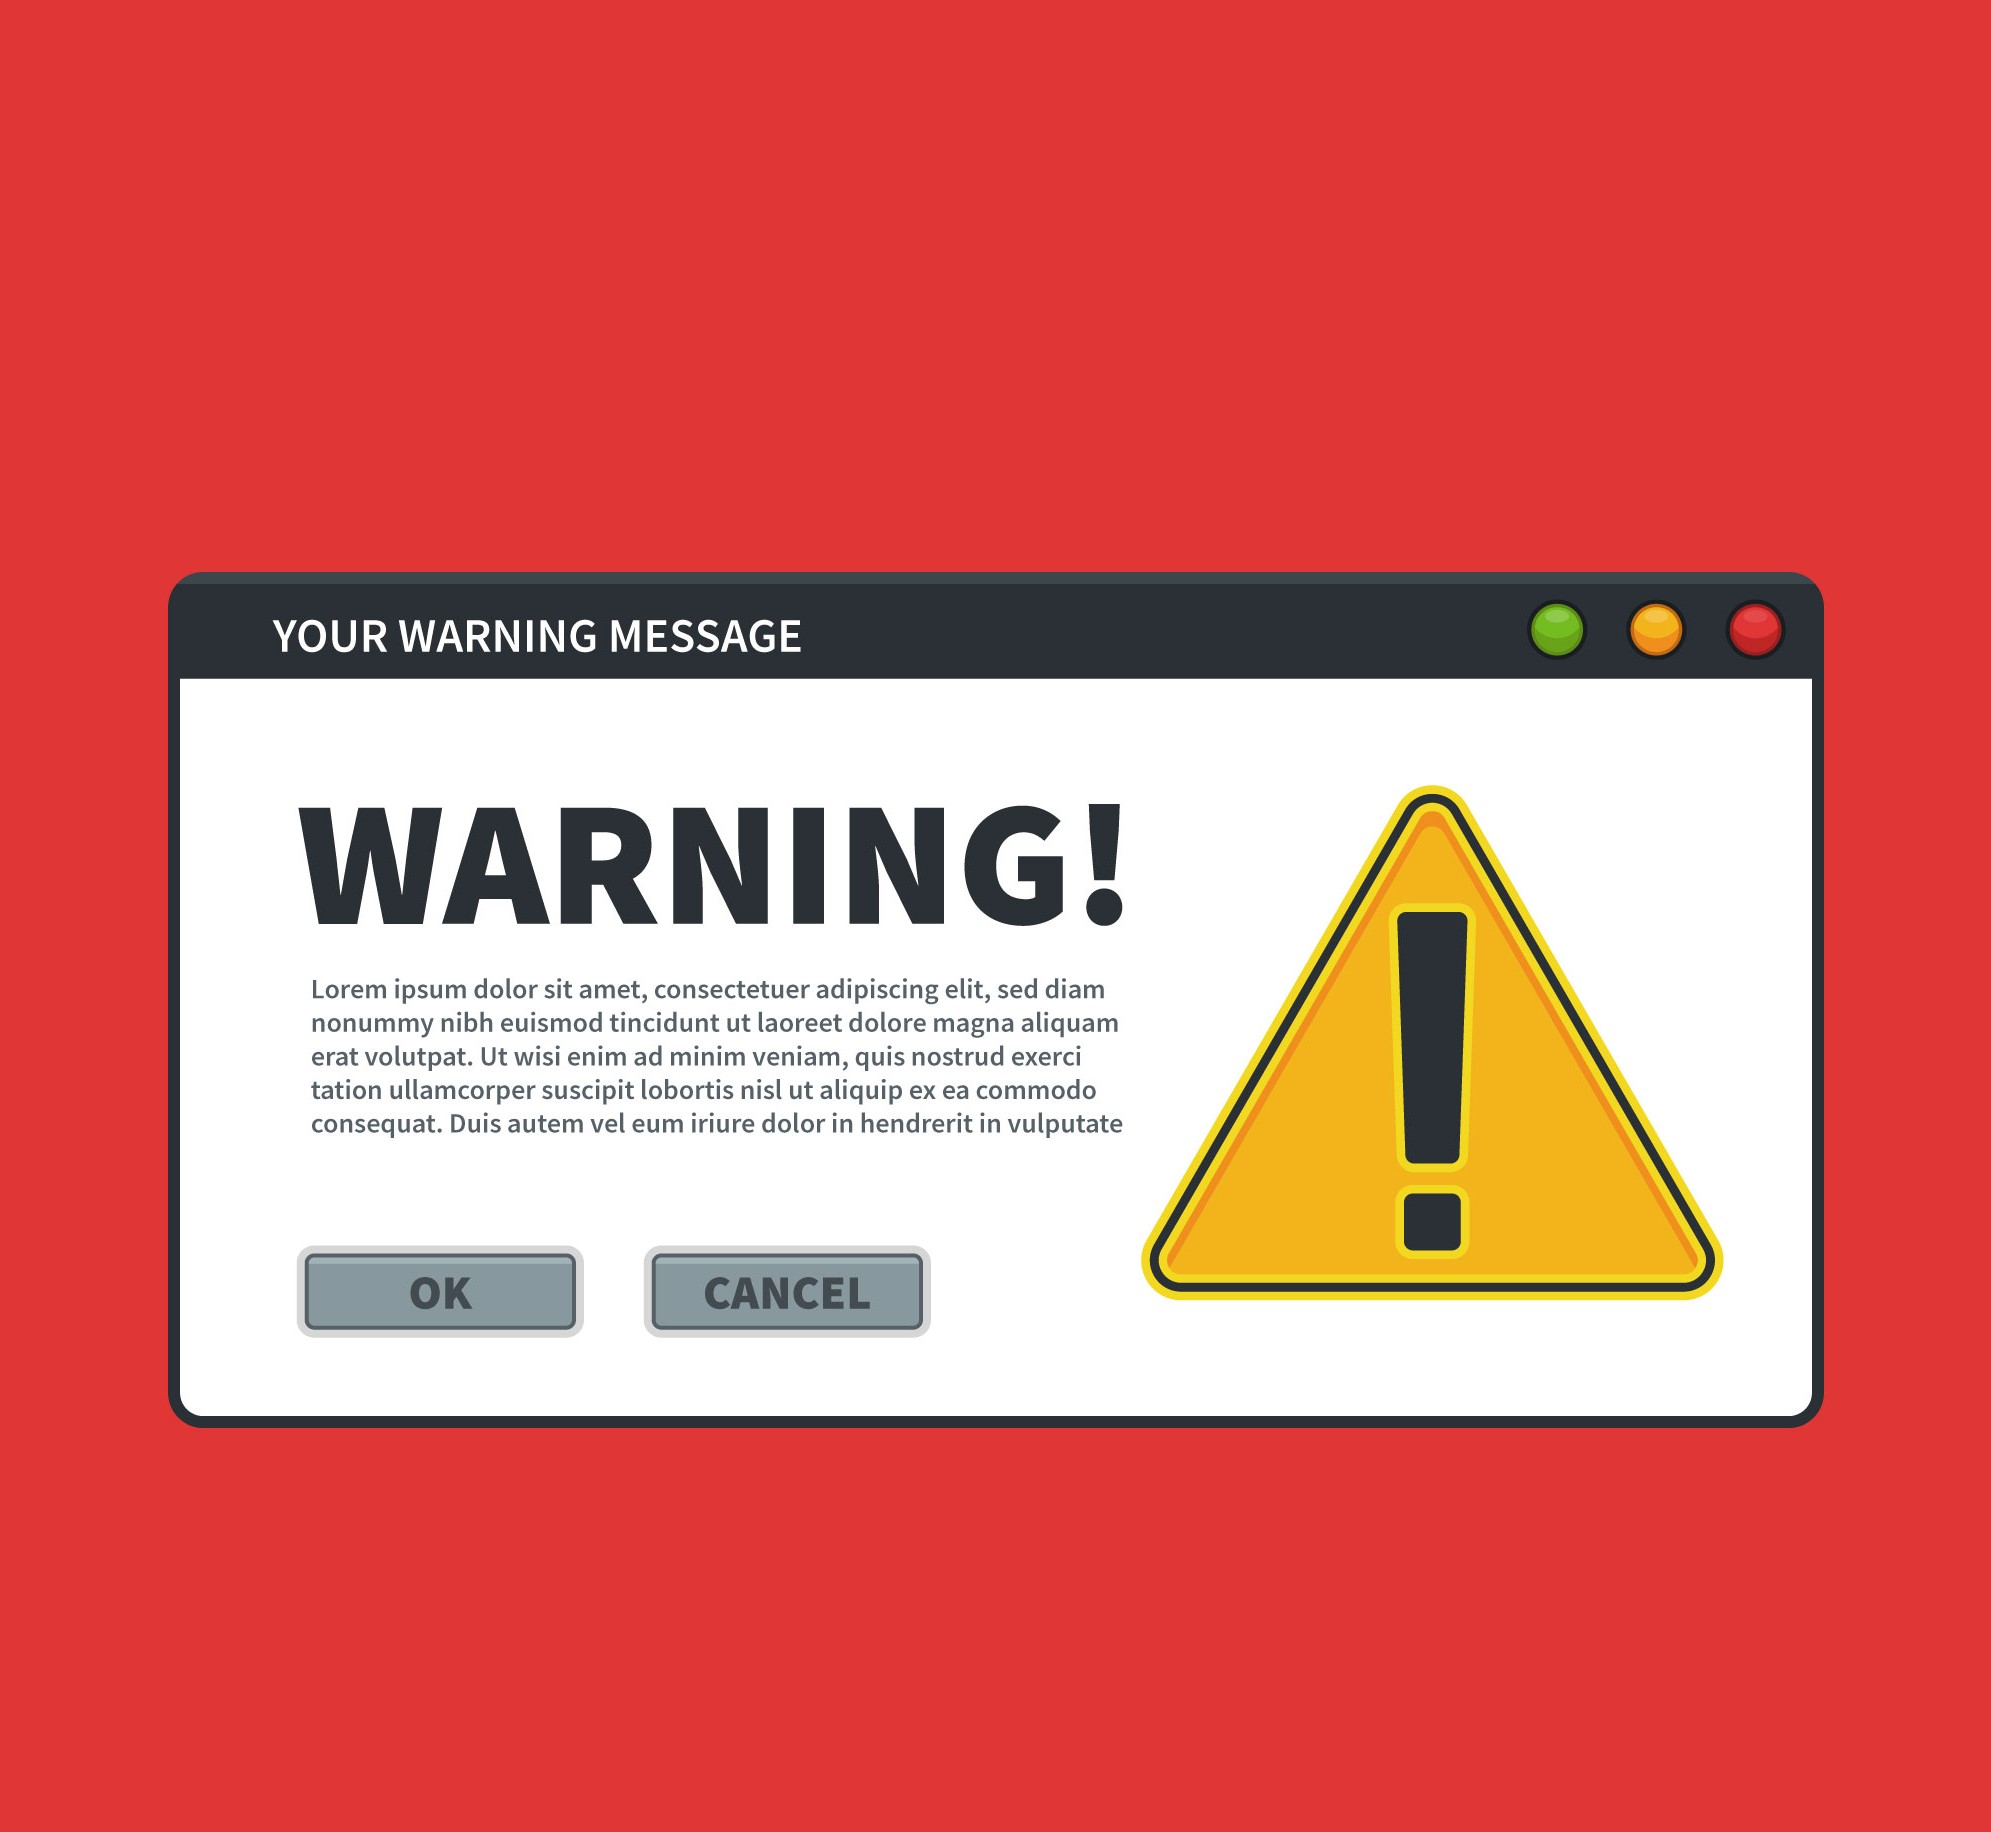 YOUR WARNING MESSAGE
WARNING!
Lorem ipsum dolor sit amet, consectetuer adipiscing elit, sed diam
nonummy nibh euismod tincidunt ut laoreet dolore magna aliquam
erat volutpat. Ut wisi enim ad minim veniam, quis nostrud exerci
tation ullamcorper suscipit lobortis nisl ut aliquip ex ea commodo
consequat. Duis autem vel eum iriure dolor in hendrerit in vulputate
OK
CANCEL